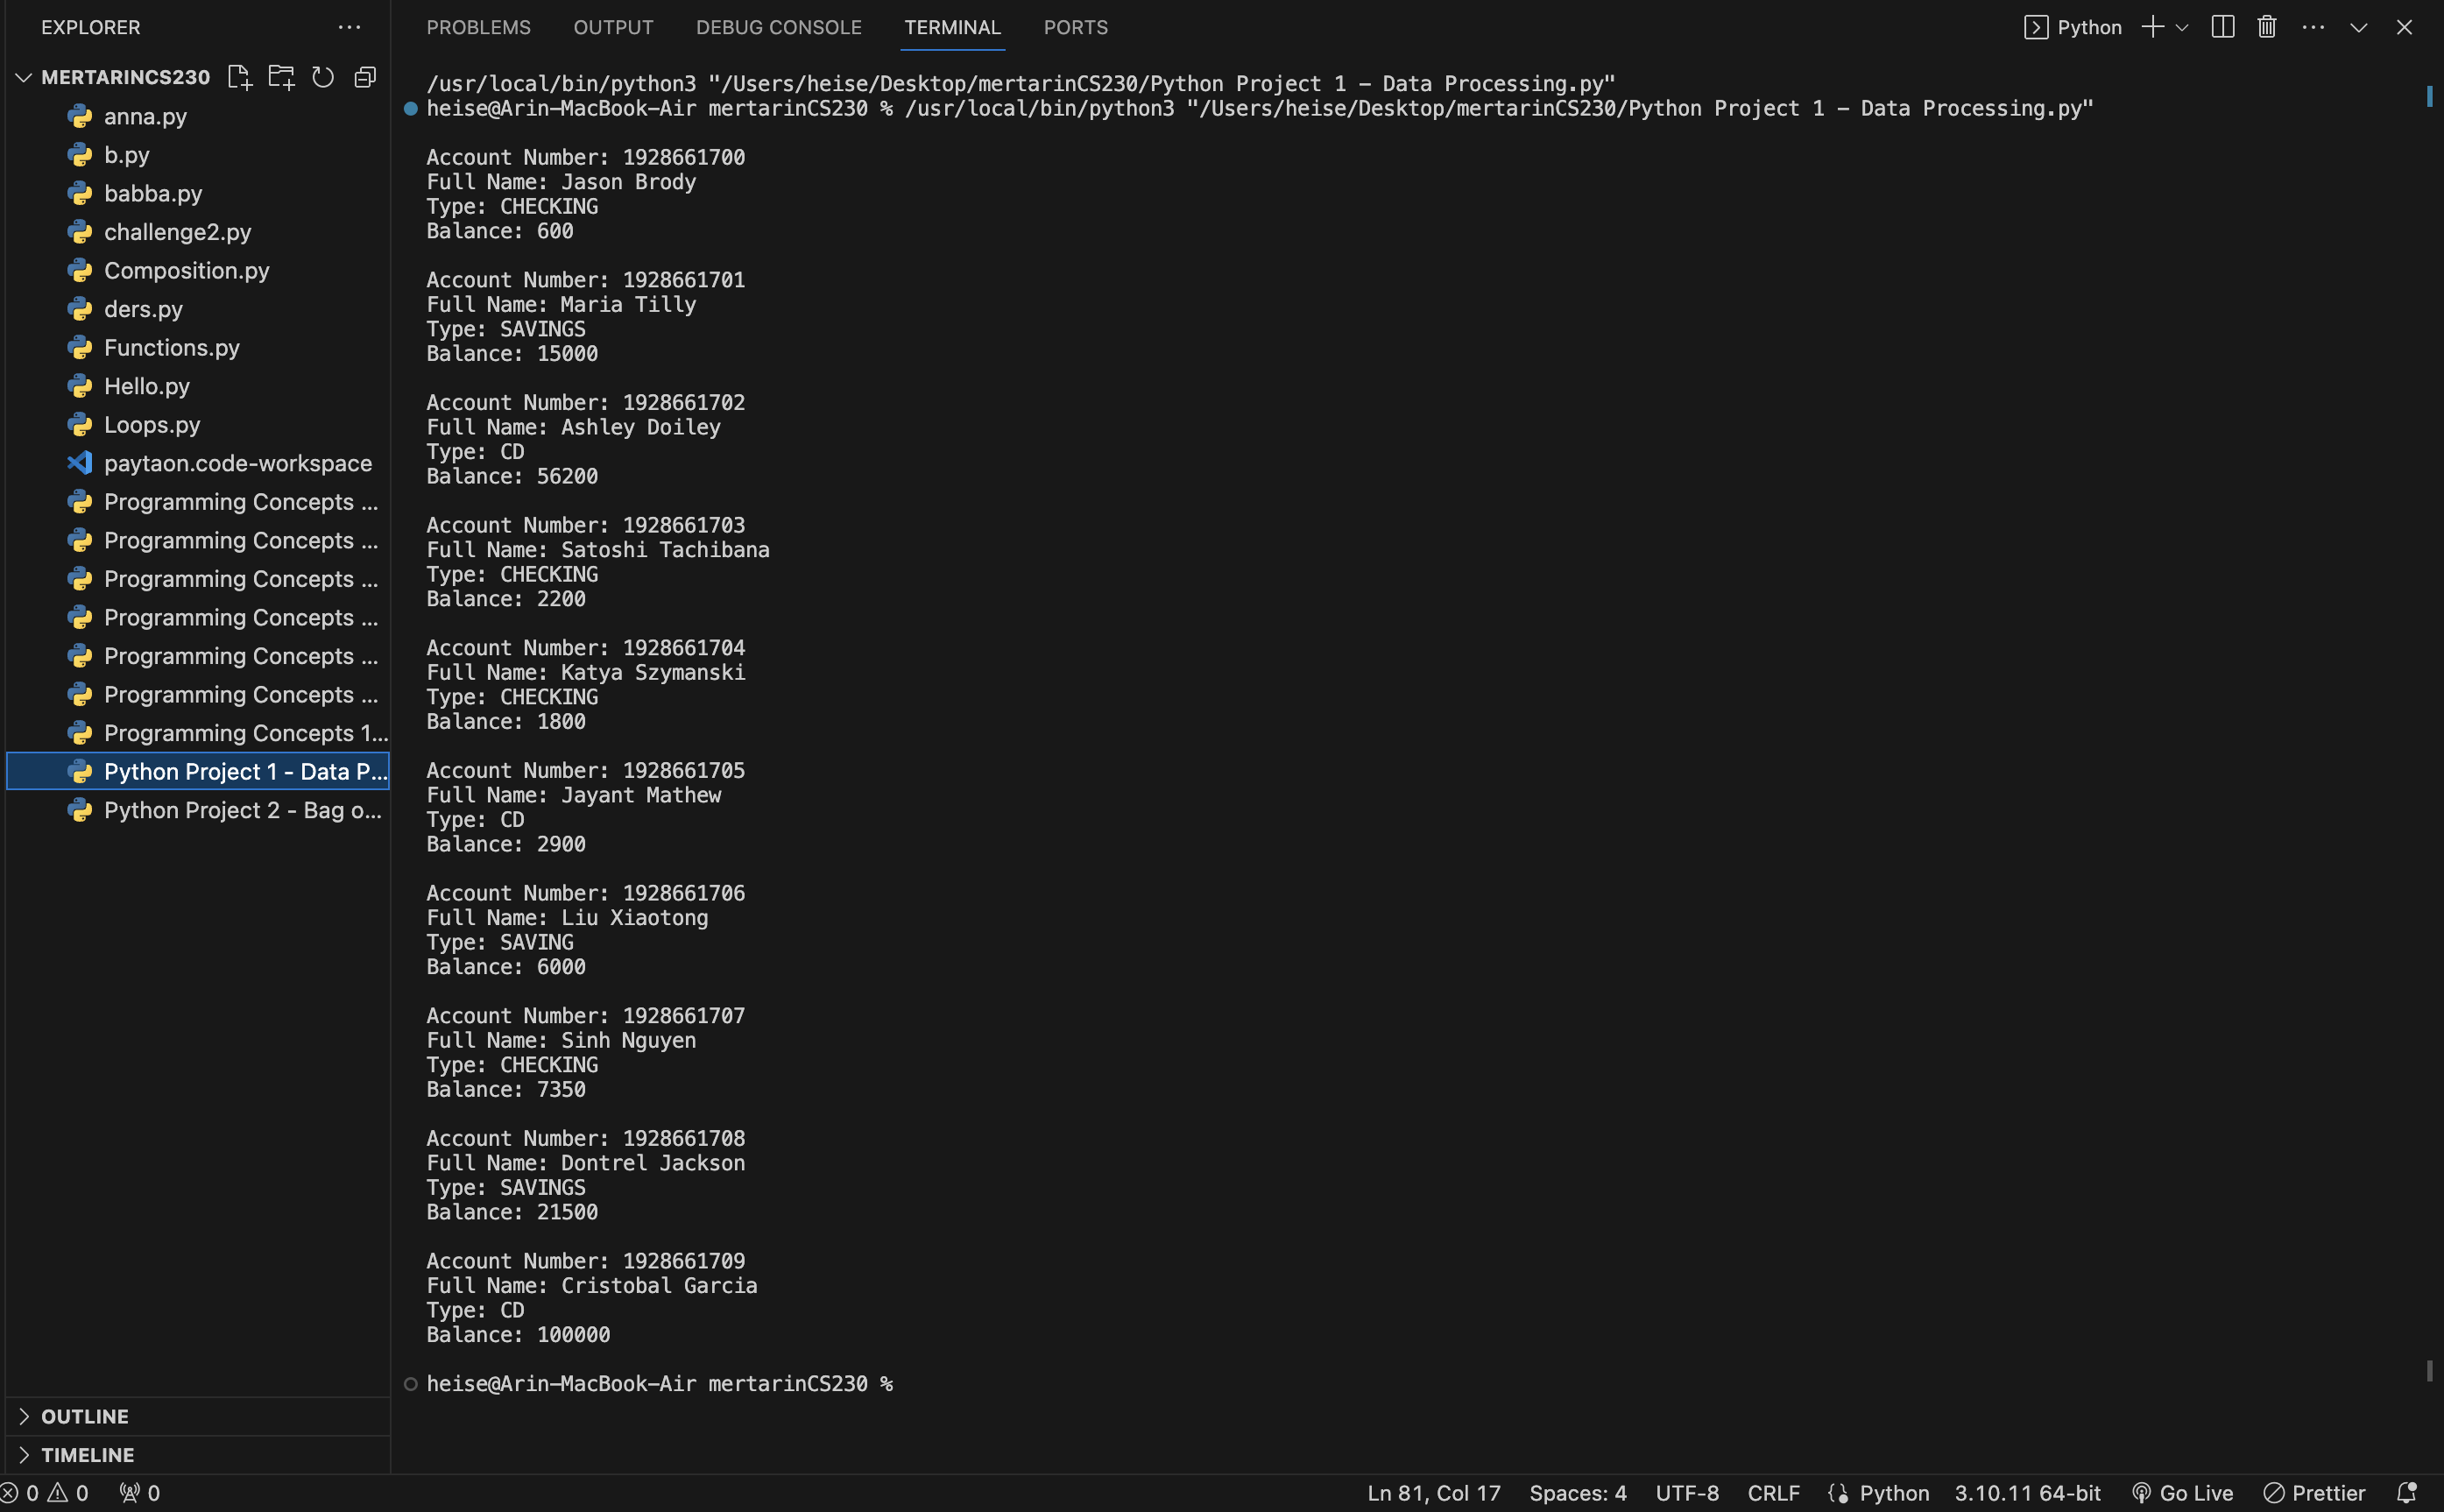 EXPLORER
MERTARINCS230
anna.py
b.py
babba.py
challenge2.py
Composition.py
ders.py
Functions.py
Hello.py
Loops.py
paytaon.code-workspace
Programming Concepts ...
Programming Concepts ...
Programming Concepts ...
Programming Concepts ...
Programming Concepts ...
Programming Concepts ...
Programming Concepts 1...
Python Project 1 - Data P...
Python Project 2 - Bag o...
OUTLINE
TIMELINE
PROBLEMS OUTPUT DEBUG CONSOLE TERMINAL PORTS
Python
/usr/local/bin/python3 "/Users/heise/Desktop/mertarinCS230/Python Project 1 - Data Processing.py"
heise@Arin-MacBook-Air mertarinCS230 % /usr/local/bin/python3 "/Users/heise/Desktop/mertarinCS230/Python Project 1 - Data Processing.py"
Account Number: 1928661700
Full Name: Jason Brody
Type: CHECKING
Balance: 600
Account Number: 1928661701
Full Name: Maria Tilly
Type: SAVINGS
Balance: 15000
Account Number: 1928661702
Full Name: Ashley Doiley
Type: CD
Balance: 56200
Account Number: 1928661703
Full Name: Satoshi Tachibana
Type: CHECKING
Balance: 2200
Account Number: 1928661704
Full Name: Katya Szymanski
Type: CHECKING
Balance: 1800
Account Number: 1928661705
Full Name: Jayant Mathew
Type: CD
Balance: 2900
Account Number: 1928661706
Full Name: Liu Xiaotong
Type: SAVING
Balance: 6000
Account Number: 1928661707
Full Name: Sinh Nguyen
Type: CHECKING
Balance: 7350
Account Number: 1928661708
Full Name: Dontrel Jackson
Type: SAVINGS
Balance: 21500
Account Number: 1928661709
Full Name: Cristobal Garcia
Type: CD
Balance: 100000
heise@Arin-MacBook-Air mertarinCS230 %
0 0 0 Ln 81, Col 17 Spaces: 4 UTF-8 CRLF Python 3.10.11 64-bit Go Live Prettier